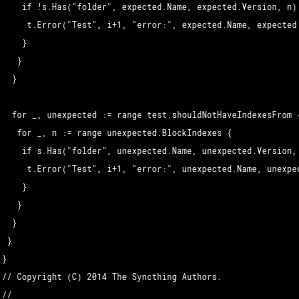 if !s.Has("folder", expected.Name, expected.Version, n)
t.Error("Test", i+1, "error:", expected.Name, expected
}
}
}
for _, unexpected := range test.shouldNotHaveIndexesFrom
for _, n := range unexpected.BlockIndexes {
if s.Has("folder", unexpected.Name, unexpected.Version,
t.Error("Test", i+1, "error:", unexpected.Name,
}
}
}
}
}
// Copyright (C) 2014 The Syncthing Authors.
//